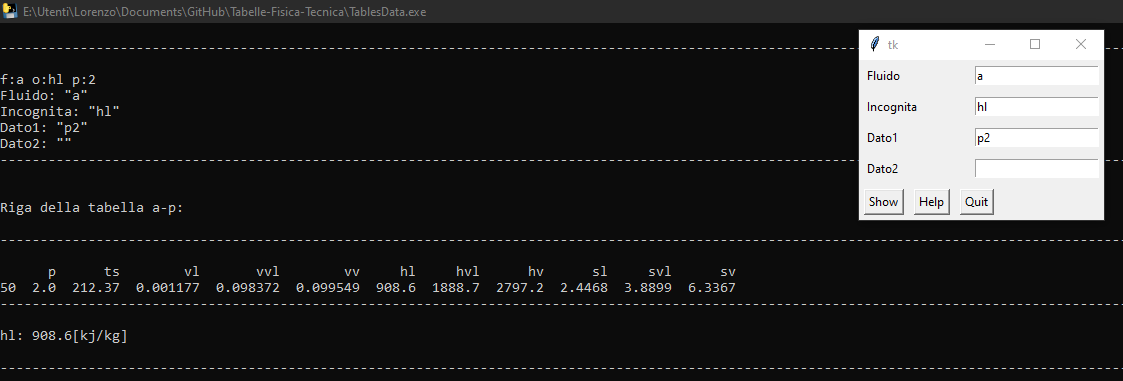 E:\Utenti\Lorenzo\Documents\GitHub\Tabelle-Fisica-Tecnica\TablesData.exe
--------------------------------------------------------------------------------------------------------------------------------------------
f:a o:hl p:2
Fluido: "a"
Incognita: "hl"
Dato1: "p2"
Dato2: ""
--------------------------------------------------------------------------------------------------------------------------------------------
Riga della tabella a-p:
--------------------------------------------------------------------------------------------------------------------------------------------
p ts vl vvl vv hl hvl hv sl svl sv
50 2.0 212.37 0.001177 0.098372 0.099549 908.6 1888.7 2797.2 2.4468 3.8899 6.3367
--------------------------------------------------------------------------------------------------------------------------------------------
hl: 908.6[kj/kg]
--------------------------------------------------------------------------------------------------------------------------------------------
tk
Fluido a
Incognita hl
Dato1 p2
Dato2
Show Help Quit